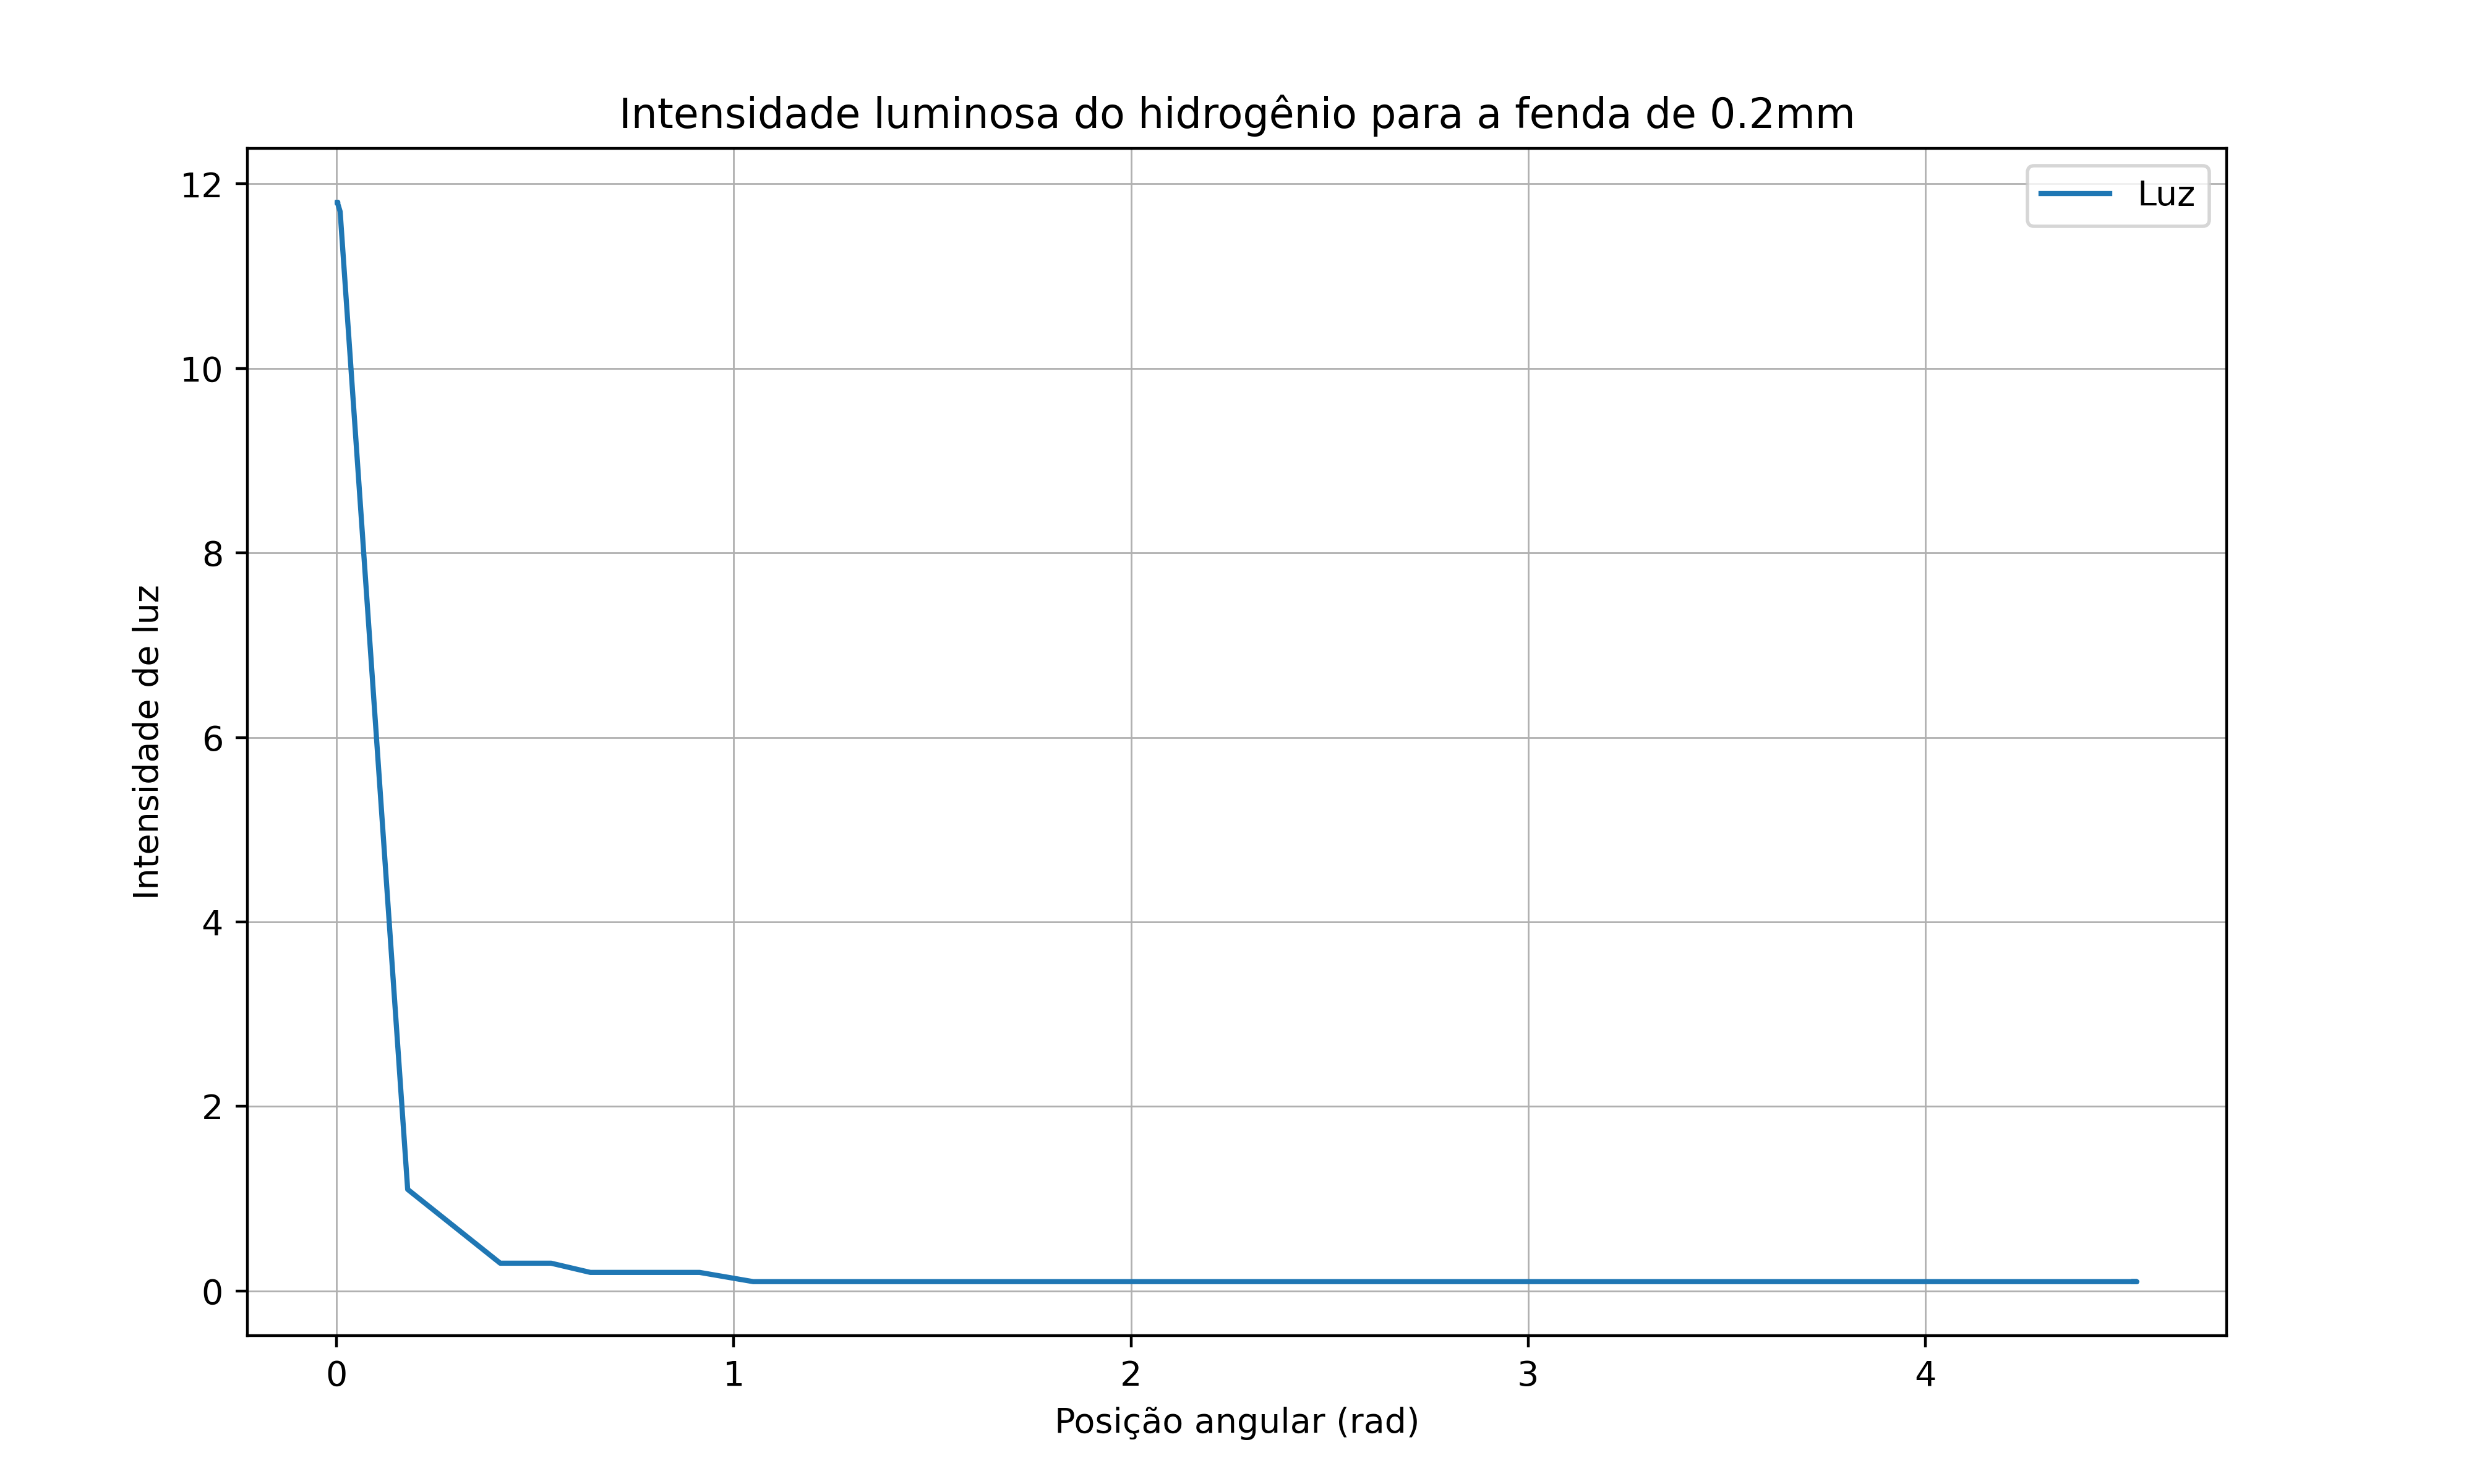 Intensidade luminosa do hidrogênio para a fenda de 0.2mm
Luz
12
10
8
6
4
2
0
Intensidade de luz
0 1 2 3 4
Posição angular (rad)